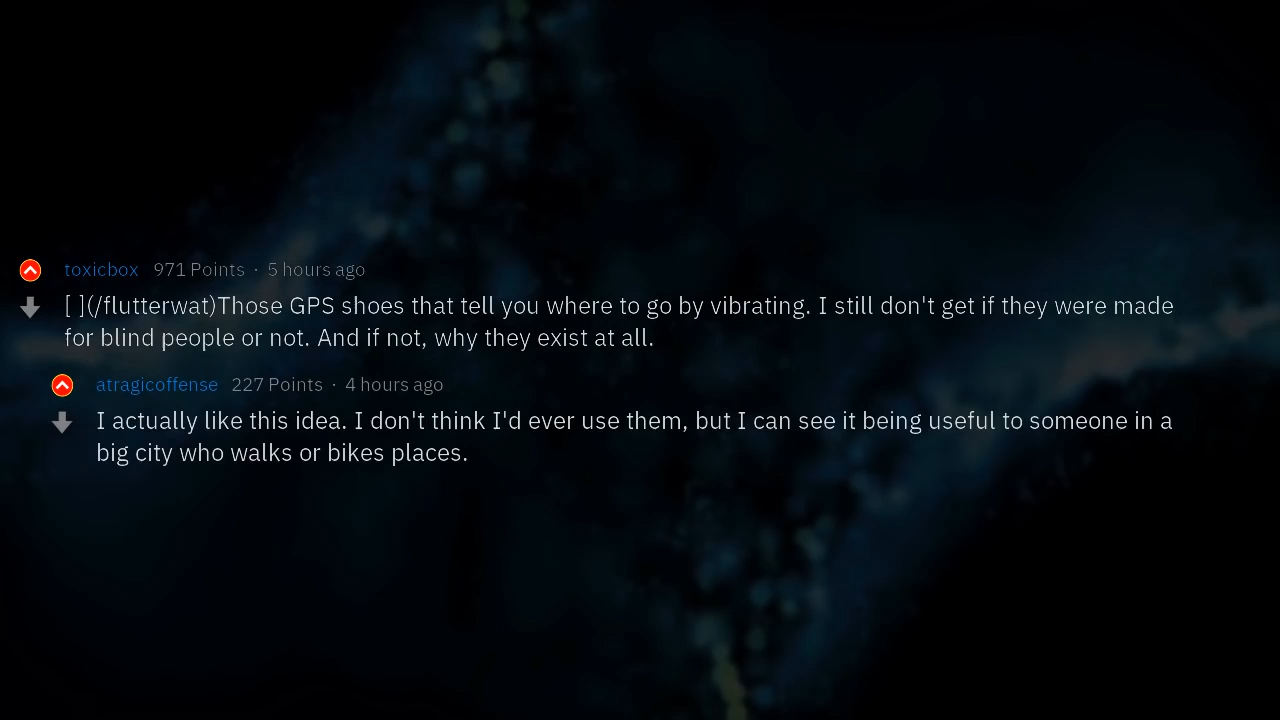 toxicbox 971 Points · 5 hours ago
[ ](/flutterwat)Those GPS shoes that tell you where to go by vibrating. I still don't get if they were made
for blind people or not. And if not, why they exist at all.
atragicoffense 227 Points · 4 hours ago
I actually like this idea. I don't think I'd ever use them, but I can see it being useful to someone in a
big city who walks or bikes places.